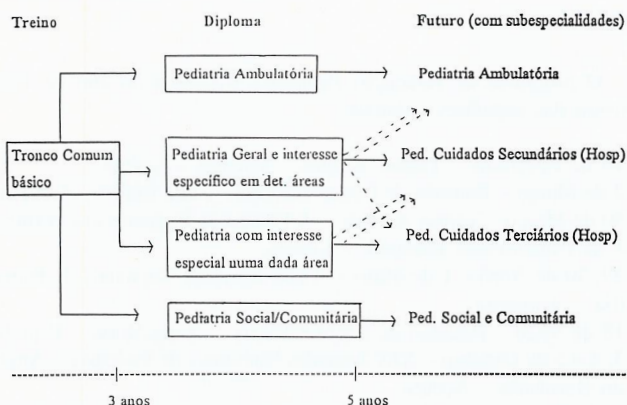 Treino Diploma Futuro (com subespecialidades)
Pediatria Ambulatória Pediatria Ambulatória
Tronco Comum
básico
Pediatria Geral e interesse
específico em det. áreas
Ped. Cuidados Secundários (Hosp)
Pediatria com interesse
especial numa dada área
Ped. Cuidados Terciários (Hosp)
Pediatria Social/Comunitária Ped. Social e Comunitária
3 anos 5 anos